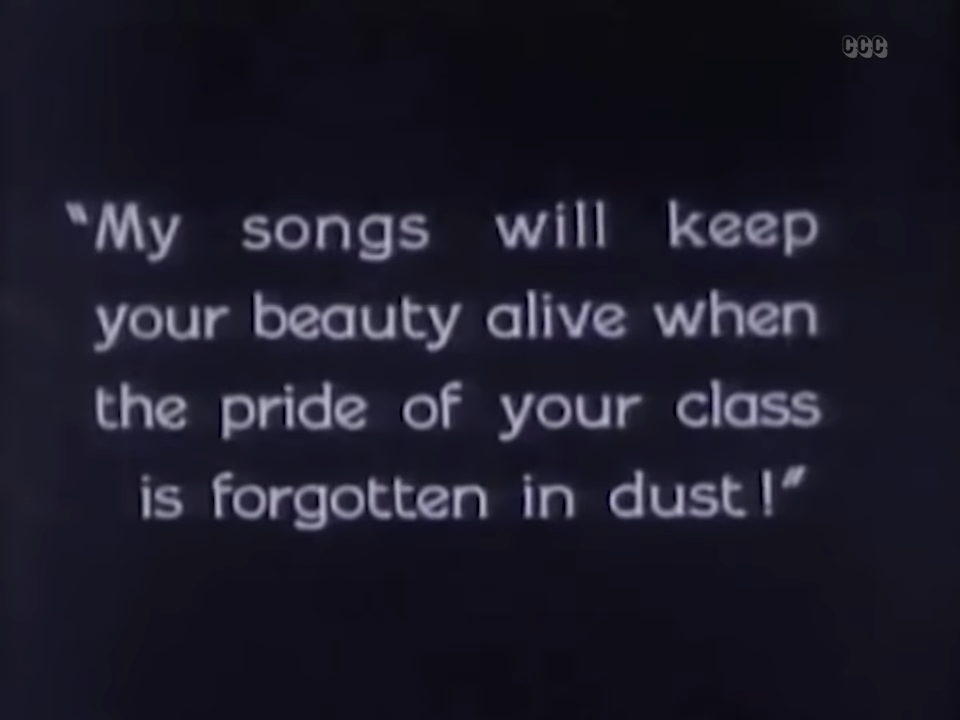 CCC
"My songs will keep
your beauty alive when
the pride of your class
is forgotten in dust!"